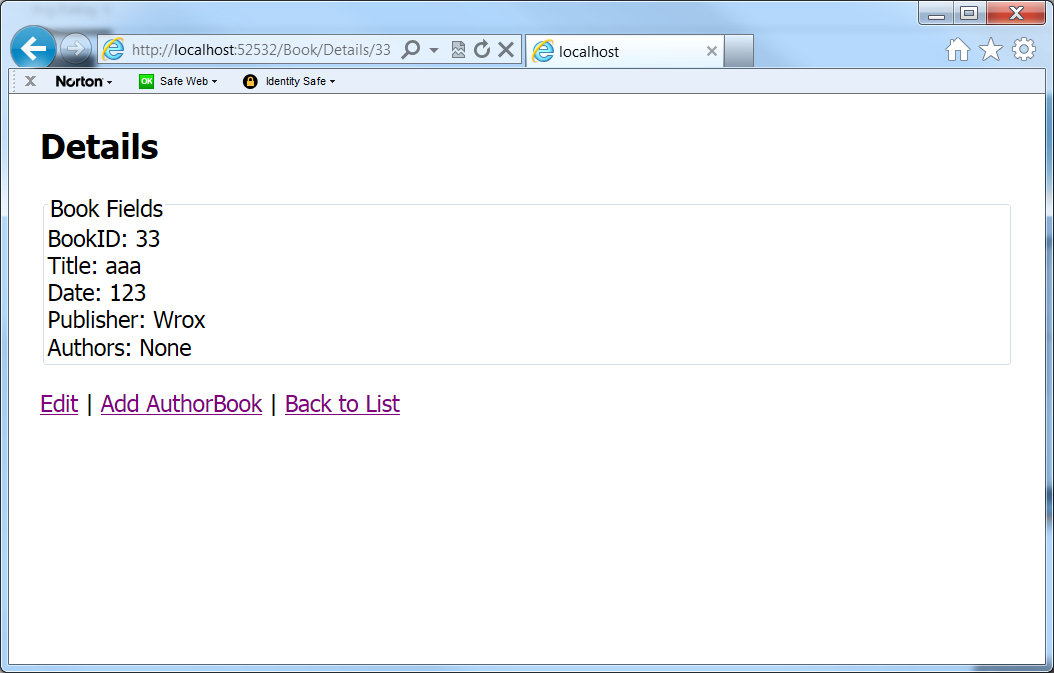 http://localhost:52532/Book/Details/33
localhost
X Norton Safe Web Identity Safe
OK
Details
Book Fields
BookID: 33
Title: aaa
Date: 123
Publisher: Wrox
Authors: None
Edit | Add AuthorBook | Back to List